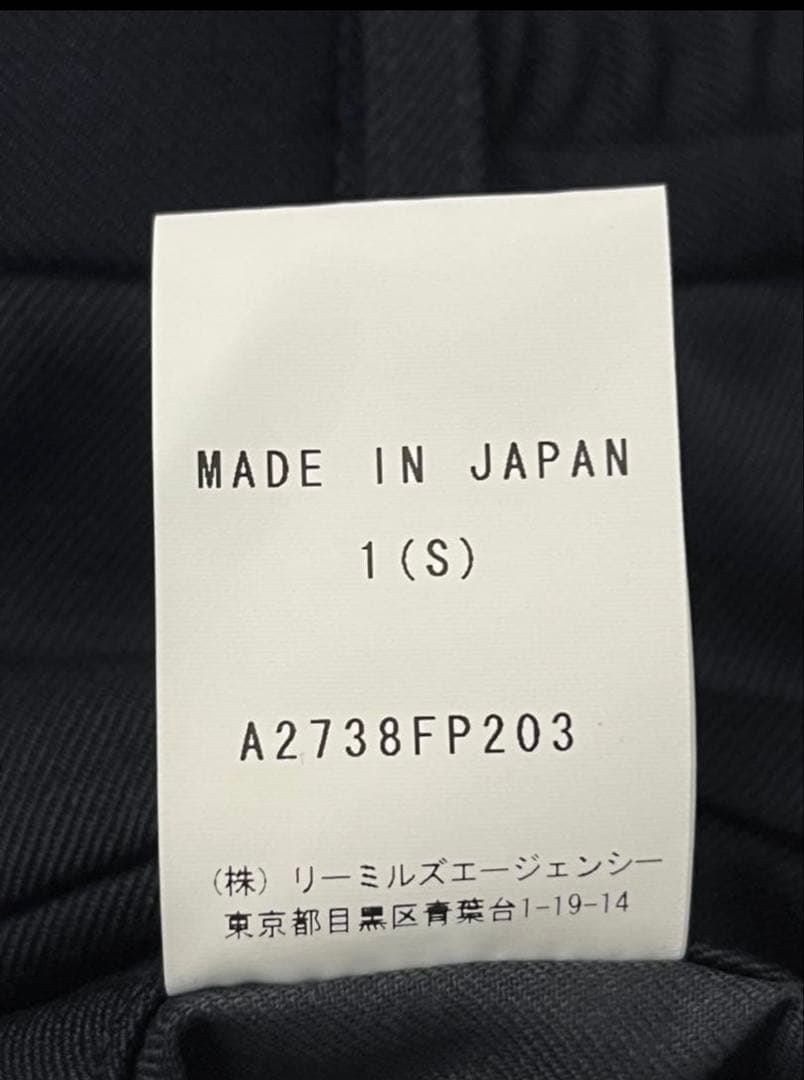 MADE IN JAPAN
1(S)
A2738FP203
(株) リーミルズエージェンシー
東京都目黒区青葉台1-19-14